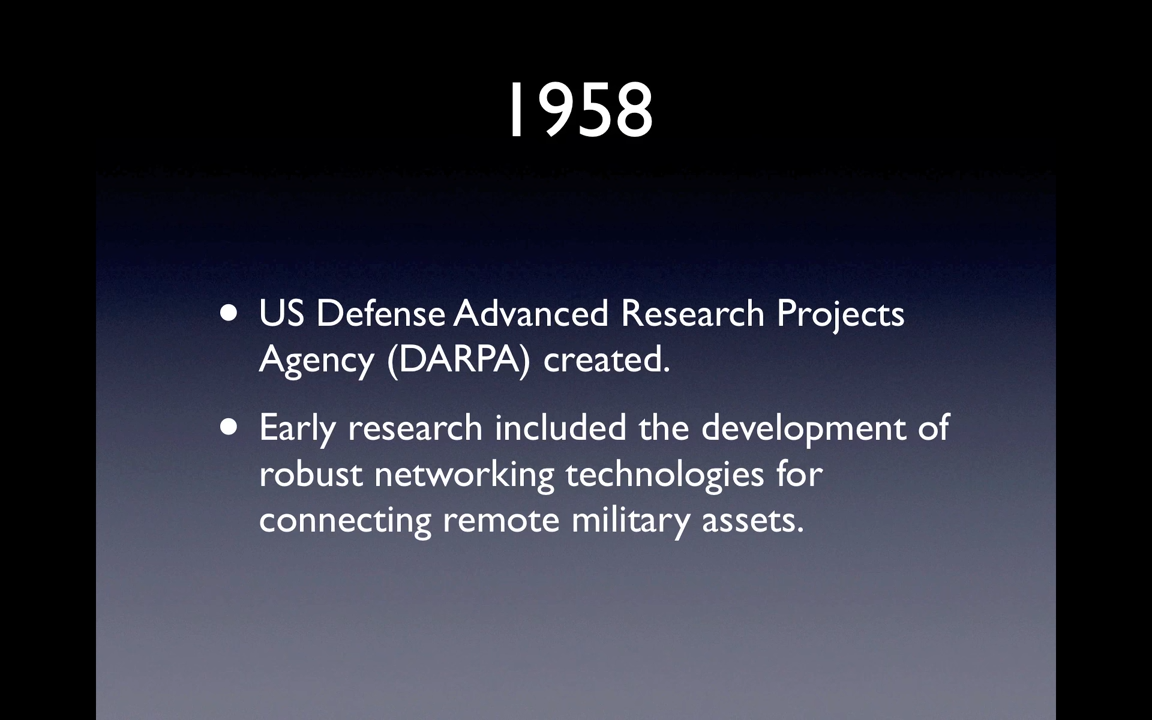 1958
• US Defense Advanced Research Projects
Agency (DARPA) created.
• Early research included the development of
robust networking technologies for
connecting remote military assets.